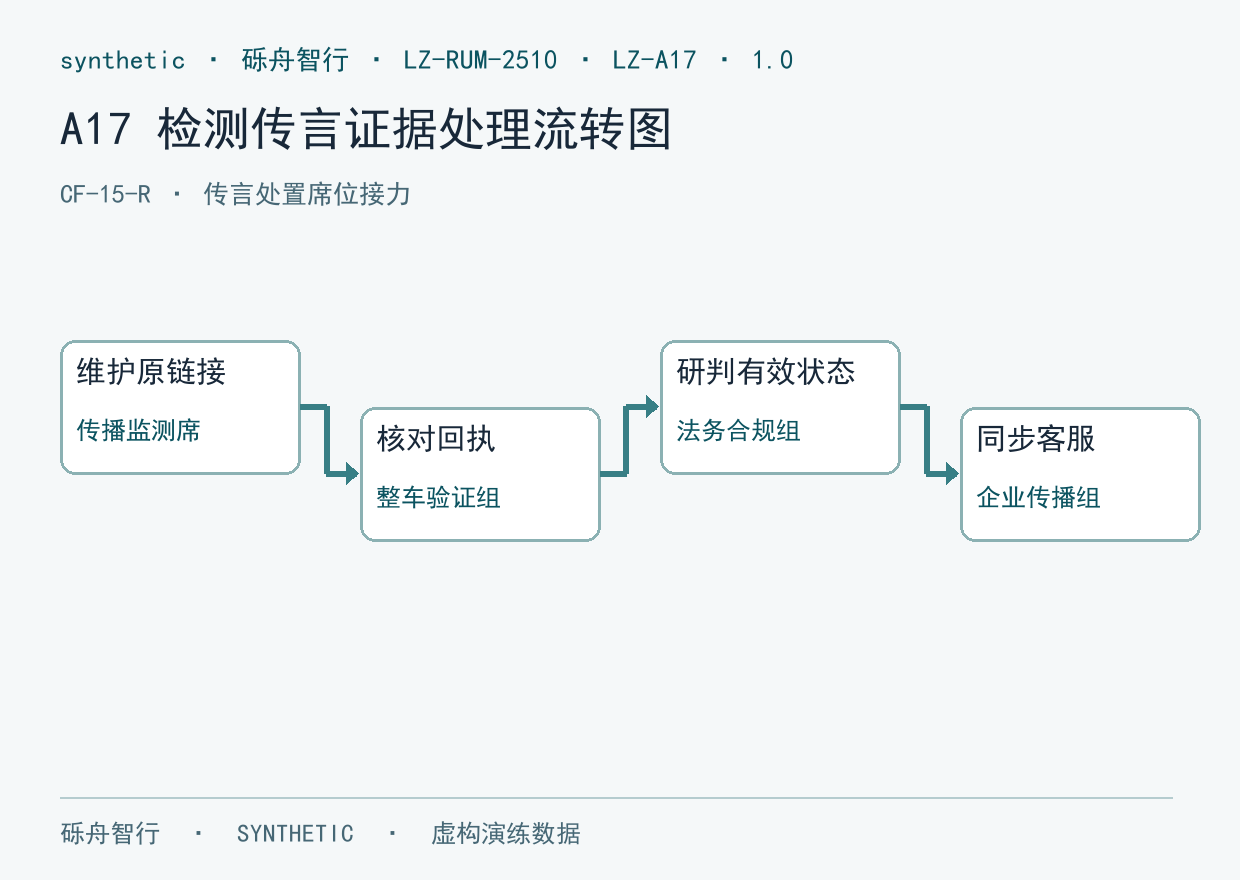 synthetic · 砾舟智行 · LZ-RUM-2510 · LZ-A17 · 1.0
A17 检测传言证据处理流转图
CF-15-R · 传言处置席位接力
维护原链接
传播监测席
核对回执
整车验证组
研判有效状态
法务合规组
同步客服
企业传播组
砾舟智行 · SYNTHETIC · 虚构演练数据